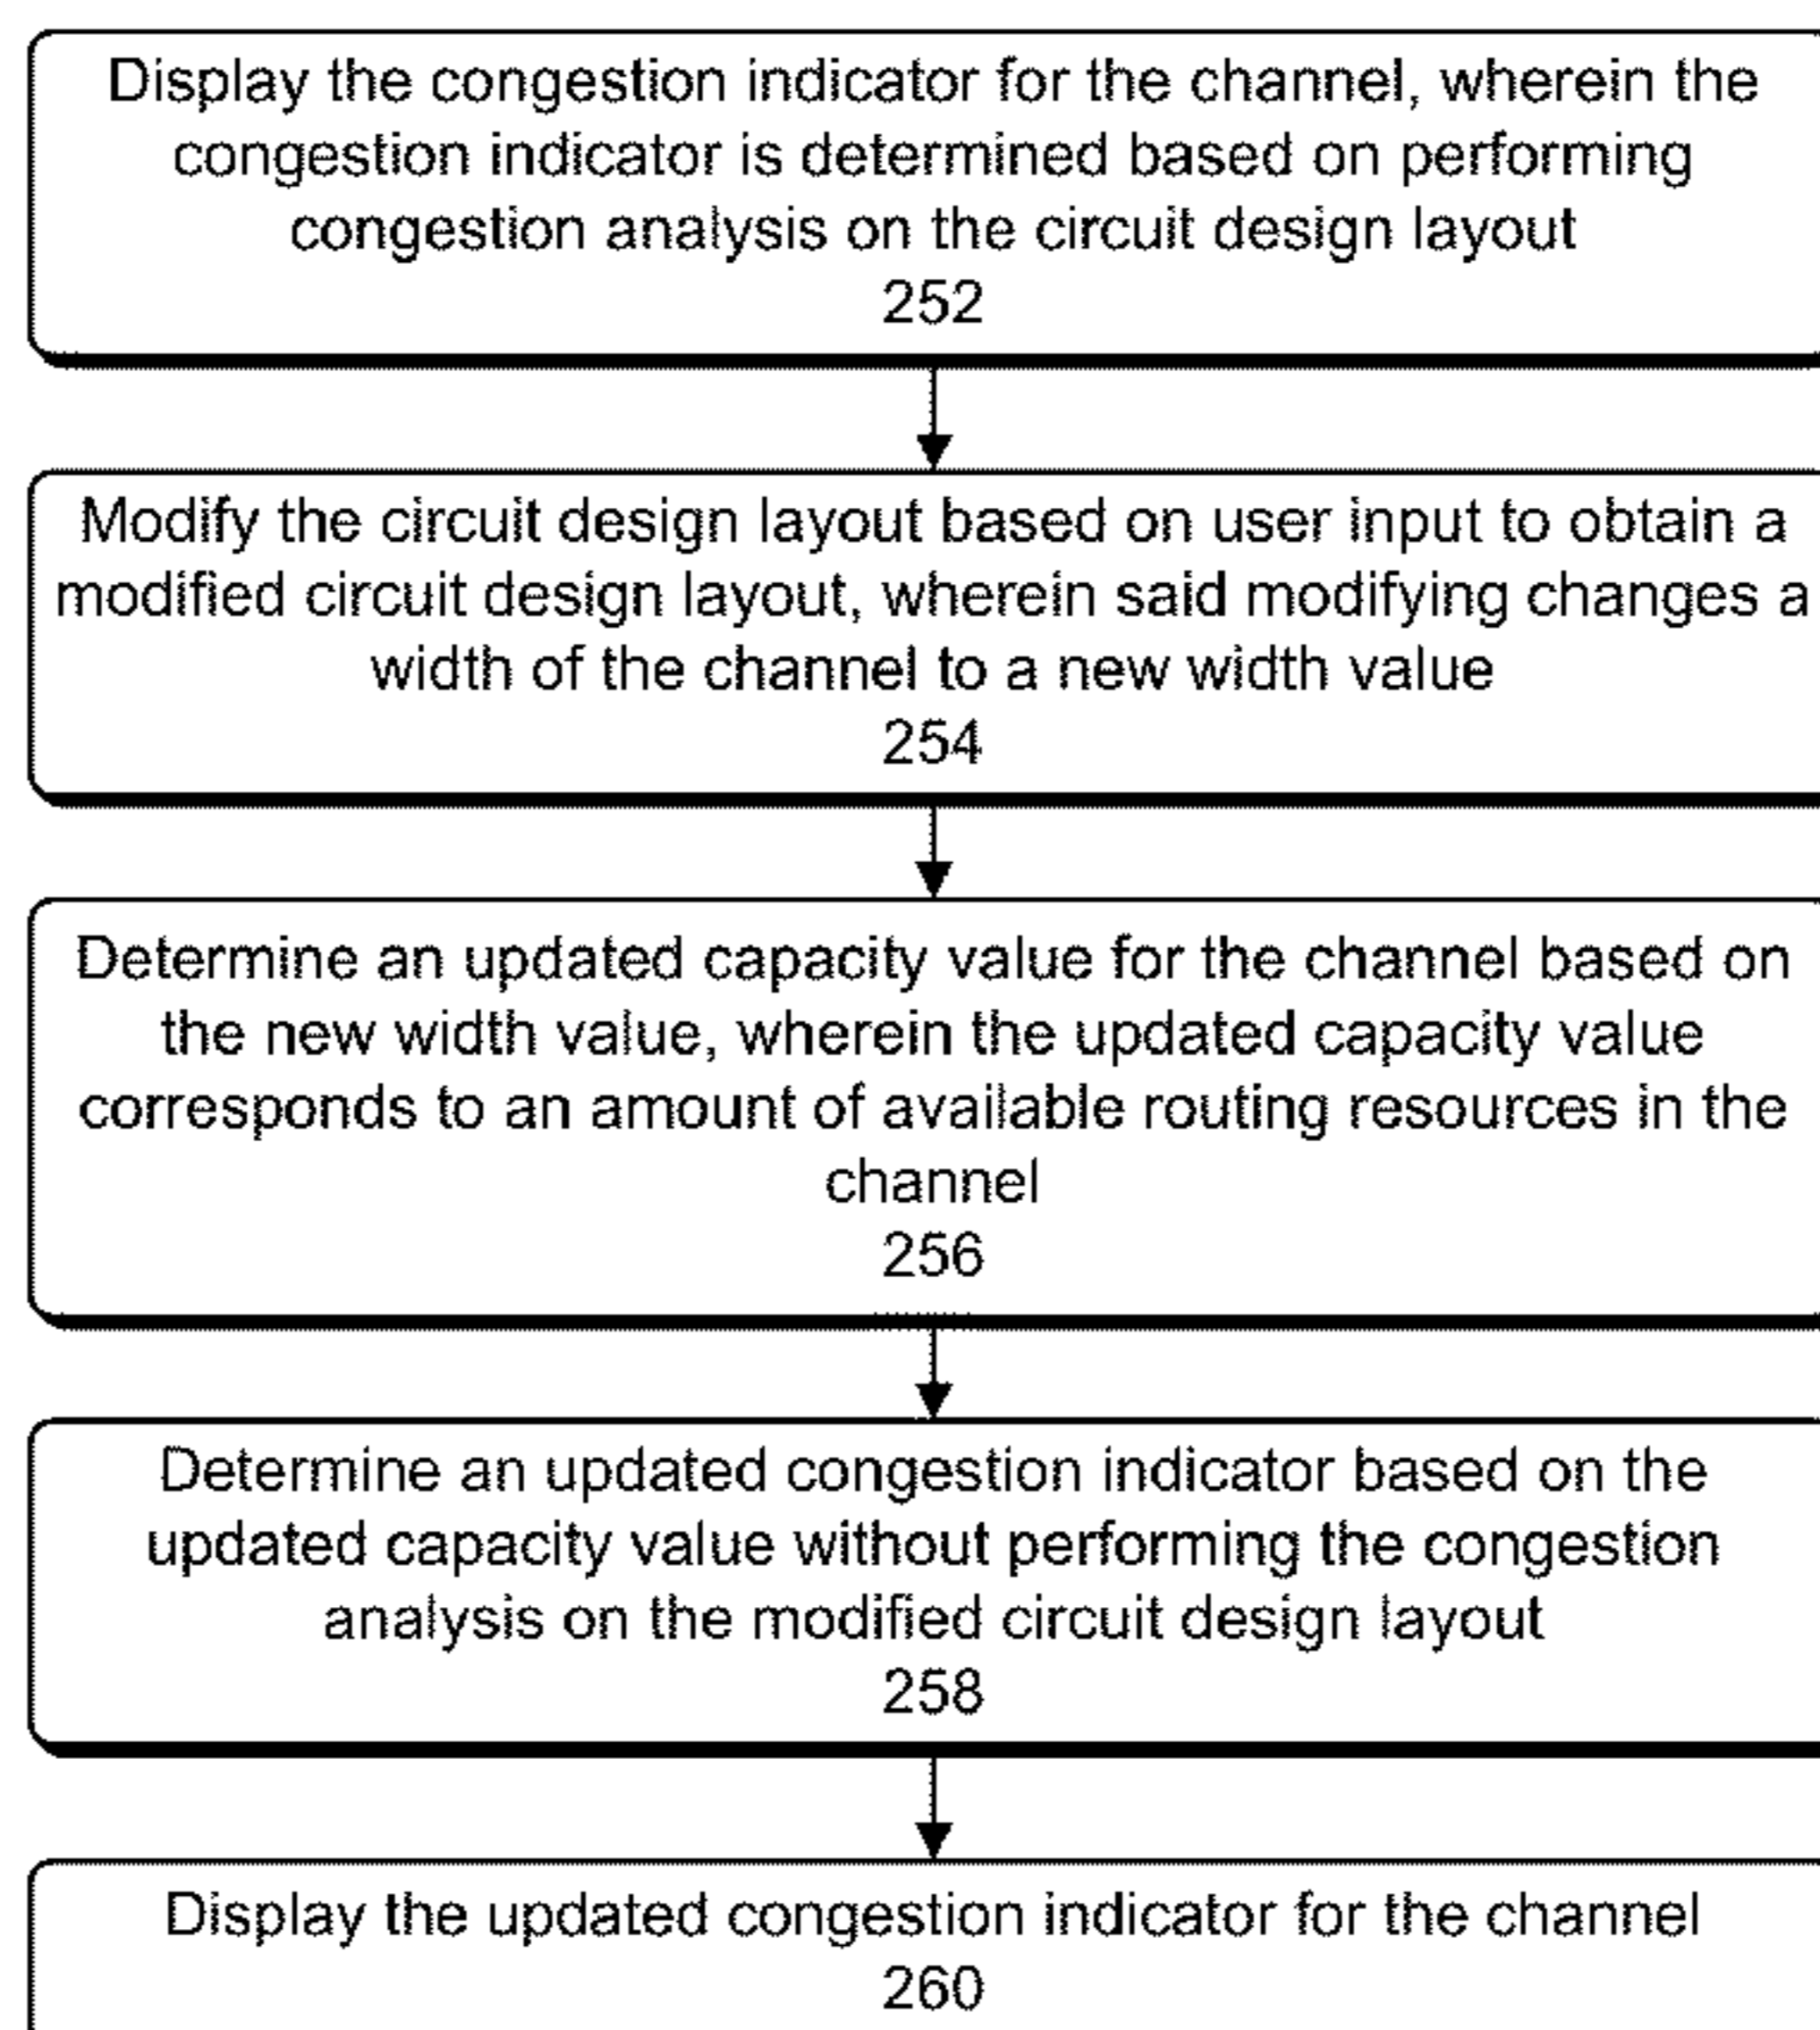 Display the congestion indicator for the channel, wherein the
congestion indicator is determined based on performing
congestion analysis on the circuit design layout
252
Modify the circuit design layout based on user input to obtain a
modified circuit design layout, wherein said modifying changes a
width of the channel to a new width value
254
Determine an updated capacity value for the channel based on
the new width value, wherein the updated capacity value
corresponds to an amount of available routing resources in the
channel
256
Determine an updated congestion indicator based on the
updated capacity value without performing the congestion
analysis on the modified circuit design layout
258
Display the updated congestion indicator for the channel
260